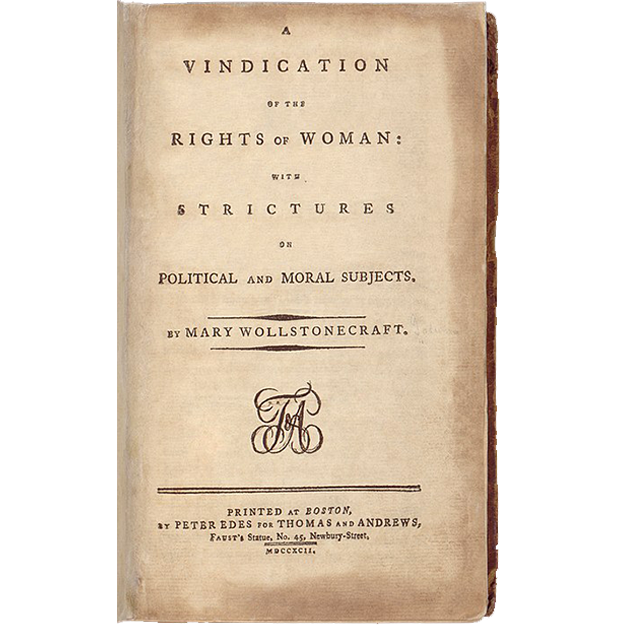 A
VINDICATION
OF THE
RIGHTS OF WOMAN:
WITH
STRICTURES
ON
POLITICAL AND MORAL SUBJECTS.
BY MARY WOLLSTONECRAFT.
T&A
PRINTED AT BOSTON,
BY PETER EDES FOR THOMAS AND ANDREWS,
FAUST'S Statue, No. 45, Newbury-Street,
MDCCXCII.